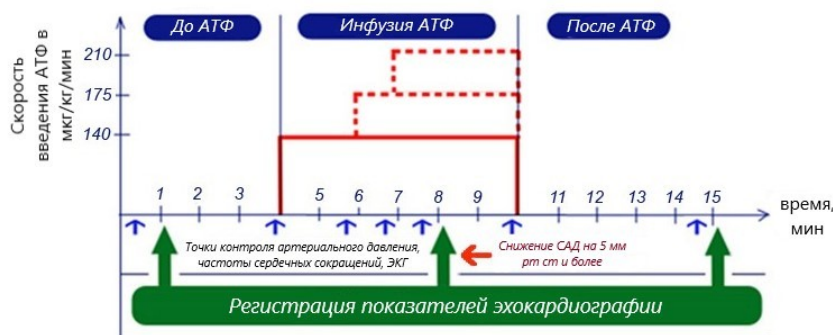 До АТФ
Инфузия АТФ
После АТФ
Скорость
введения АТФ в
мкг/кг/мин
210
175
140
1 2 3 5 6 7 8 9 11 12 13 14 15
время,
мин
Точки контроля артериального давления,
частоты сердечных сокращений, ЭКГ
Снижение САД на 5 мм
рт ст и более
Регистрация показателей эхокардиографии